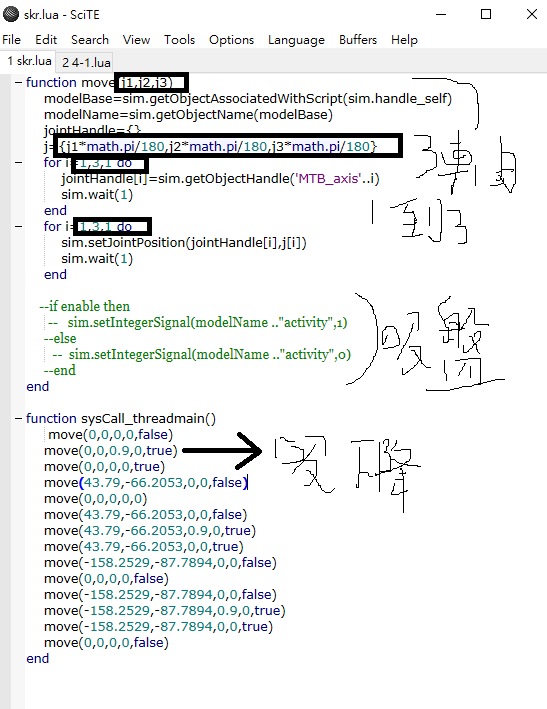 skr.lua - SciTE
File Edit Search View Tools Options Language Buffers Help
1 skr.lua 2 4-1.lua
function move(j1,j2,j3)
modelBase=sim.getObjectAssociatedWithScript(sim.handle_self)
modelName=sim.getObjectName(modelBase)
jointHandle={}
j={j1*math.pi/180,j2*math.pi/180,j3*math.pi/180}
for i=1,3,1 do
jointHandle[i]=sim.getObjectHandle('MTB_axis'..i)
sim.wait(1)
end
for i=1,3,1 do
sim.setJointPosition(jointHandle[i],j[i])
sim.wait(1)
end
3軸由
1到3
--if enable then
-- sim.setIntegerSignal(modelName .."activity",1)
--else
-- sim.setIntegerSignal(modelName .."activity",0)
--end
end
吸盤
function sysCall_threadmain()
move(0,0,0,0,false)
move(0,0,0.9,0,true)
move(0,0,0,0,true)
move(43.79,-66.2053,0,0,false)
move(0,0,0,0,0)
move(43.79,-66.2053,0.9,0,true)
move(43.79,-66.2053,0,0,true)
move(-158.2529,-87.7894,0,0,false)
move(0,0,0,0,false)
move(-158.2529,-87.7894,0,0,false)
move(-158.2529,-87.7894,0.9,0,true)
move(-158.2529,-87.7894,0,0,true)
move(0,0,0,0,false)
end
下降